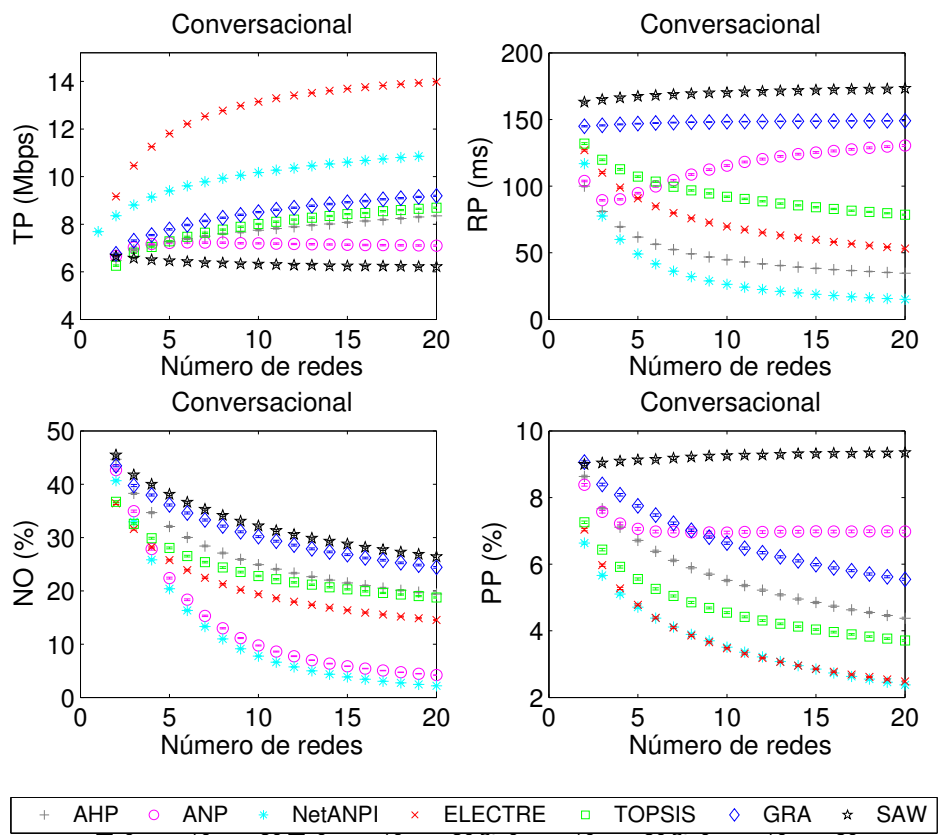 Conversacional
TP (Mbps)
14
12
10
8
6
4
0 5 10 15 20
Número de redes
Conversacional
RP (ms)
200
150
100
50
0
0 5 10 15 20
Número de redes
Conversacional
NO (%)
50
40
30
20
10
0
0 5 10 15 20
Número de redes
Conversacional
PP (%)
10
8
6
4
2
0 5 10 15 20
Número de redes
AHP ANP NetANPI ELECTRE TOPSIS GRA SAW